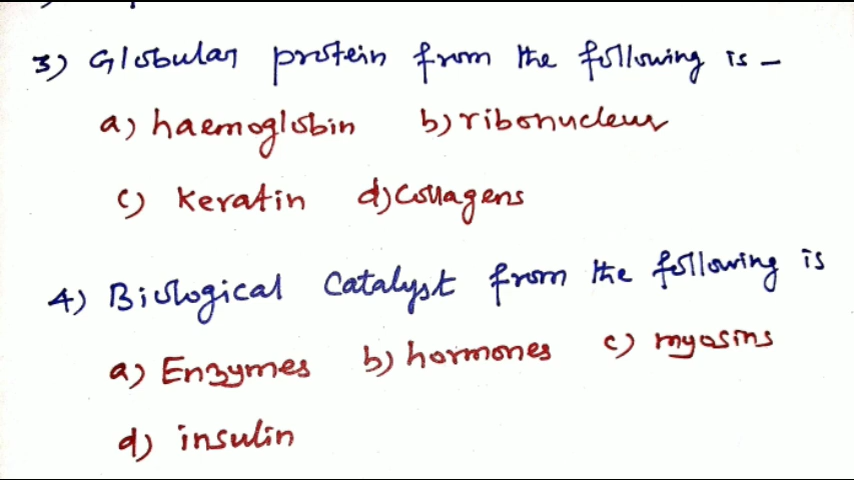 3) Globular protein from the following is -
a) haemoglobin b) ribonucleus
c) Keratin d) Collagens
4) Biological Catalyst from the following is
a) Enzymes b) hormones c) myosins
d) insulin